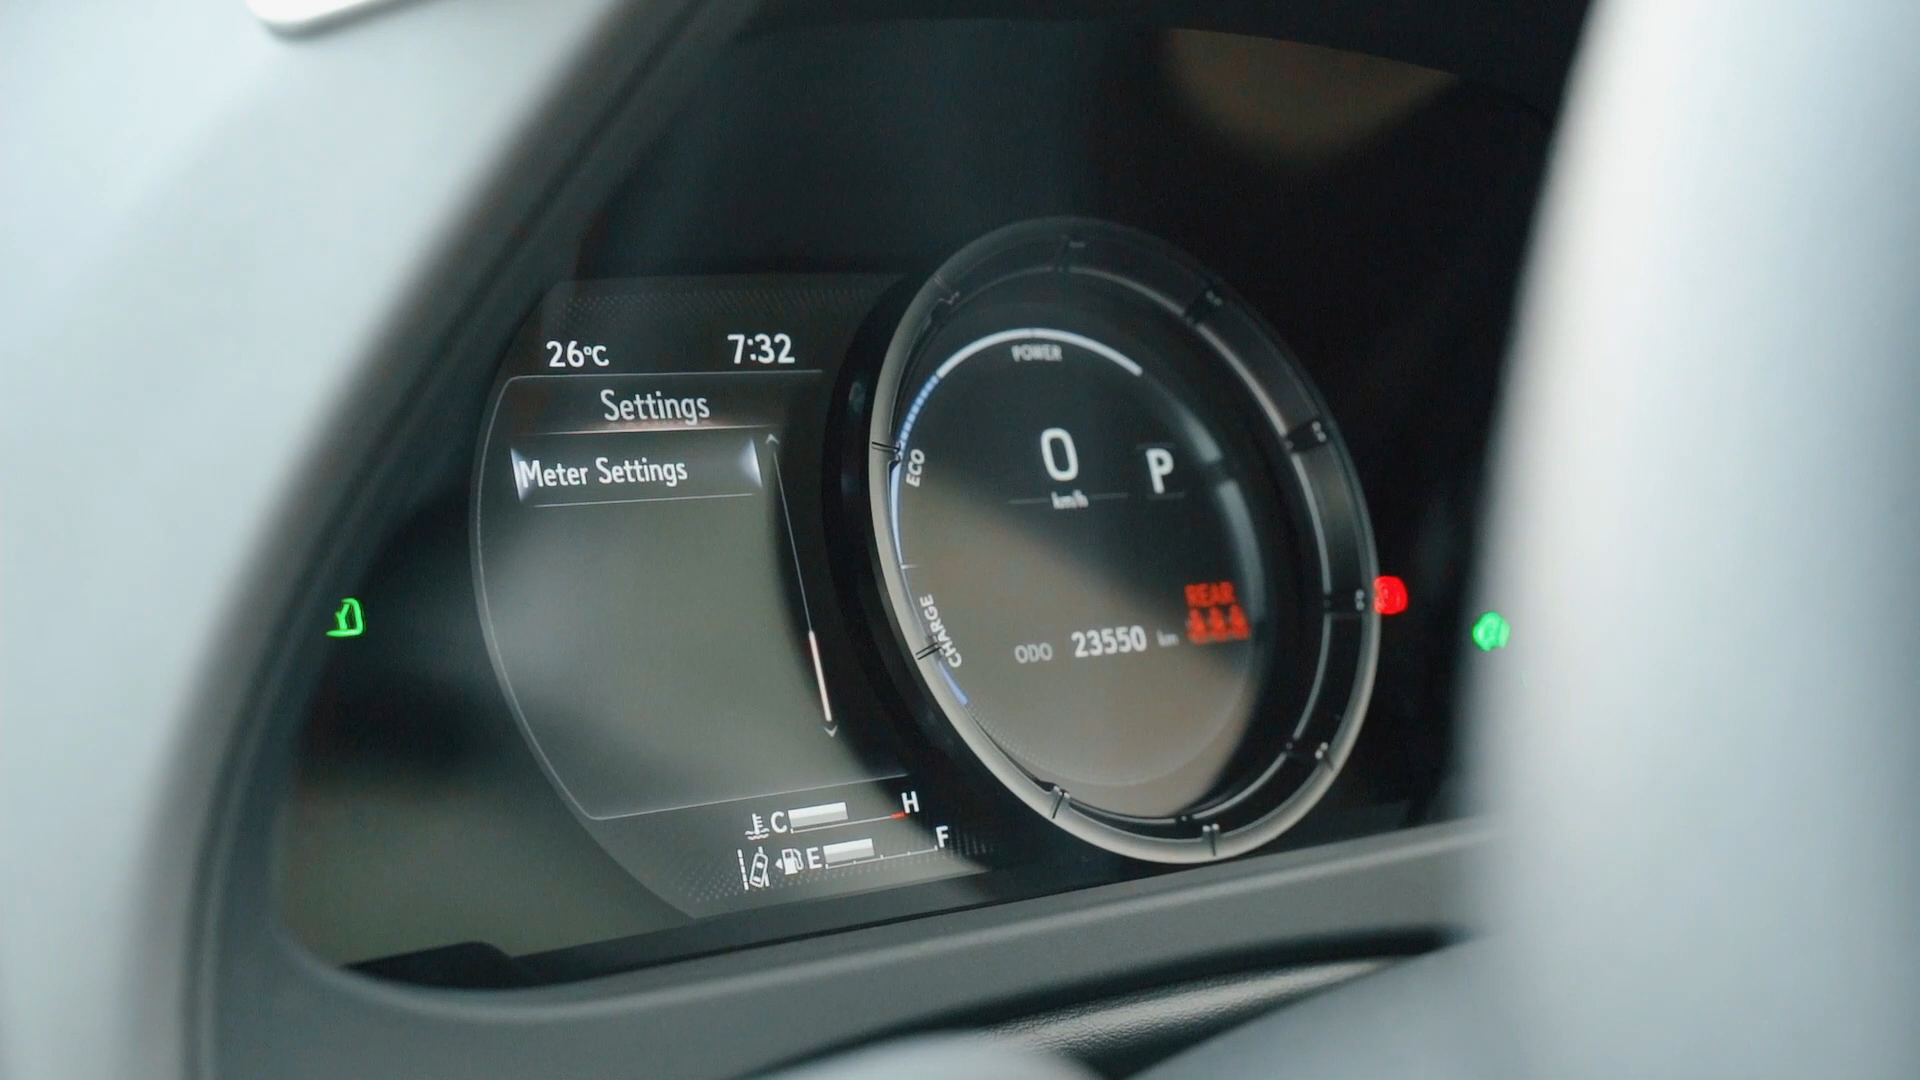 26°C 7:32
Settings
Meter Settings
POWER
ECO
CHARGE
0 P
km/h
REAR
ODO 23550 km
C H
E F